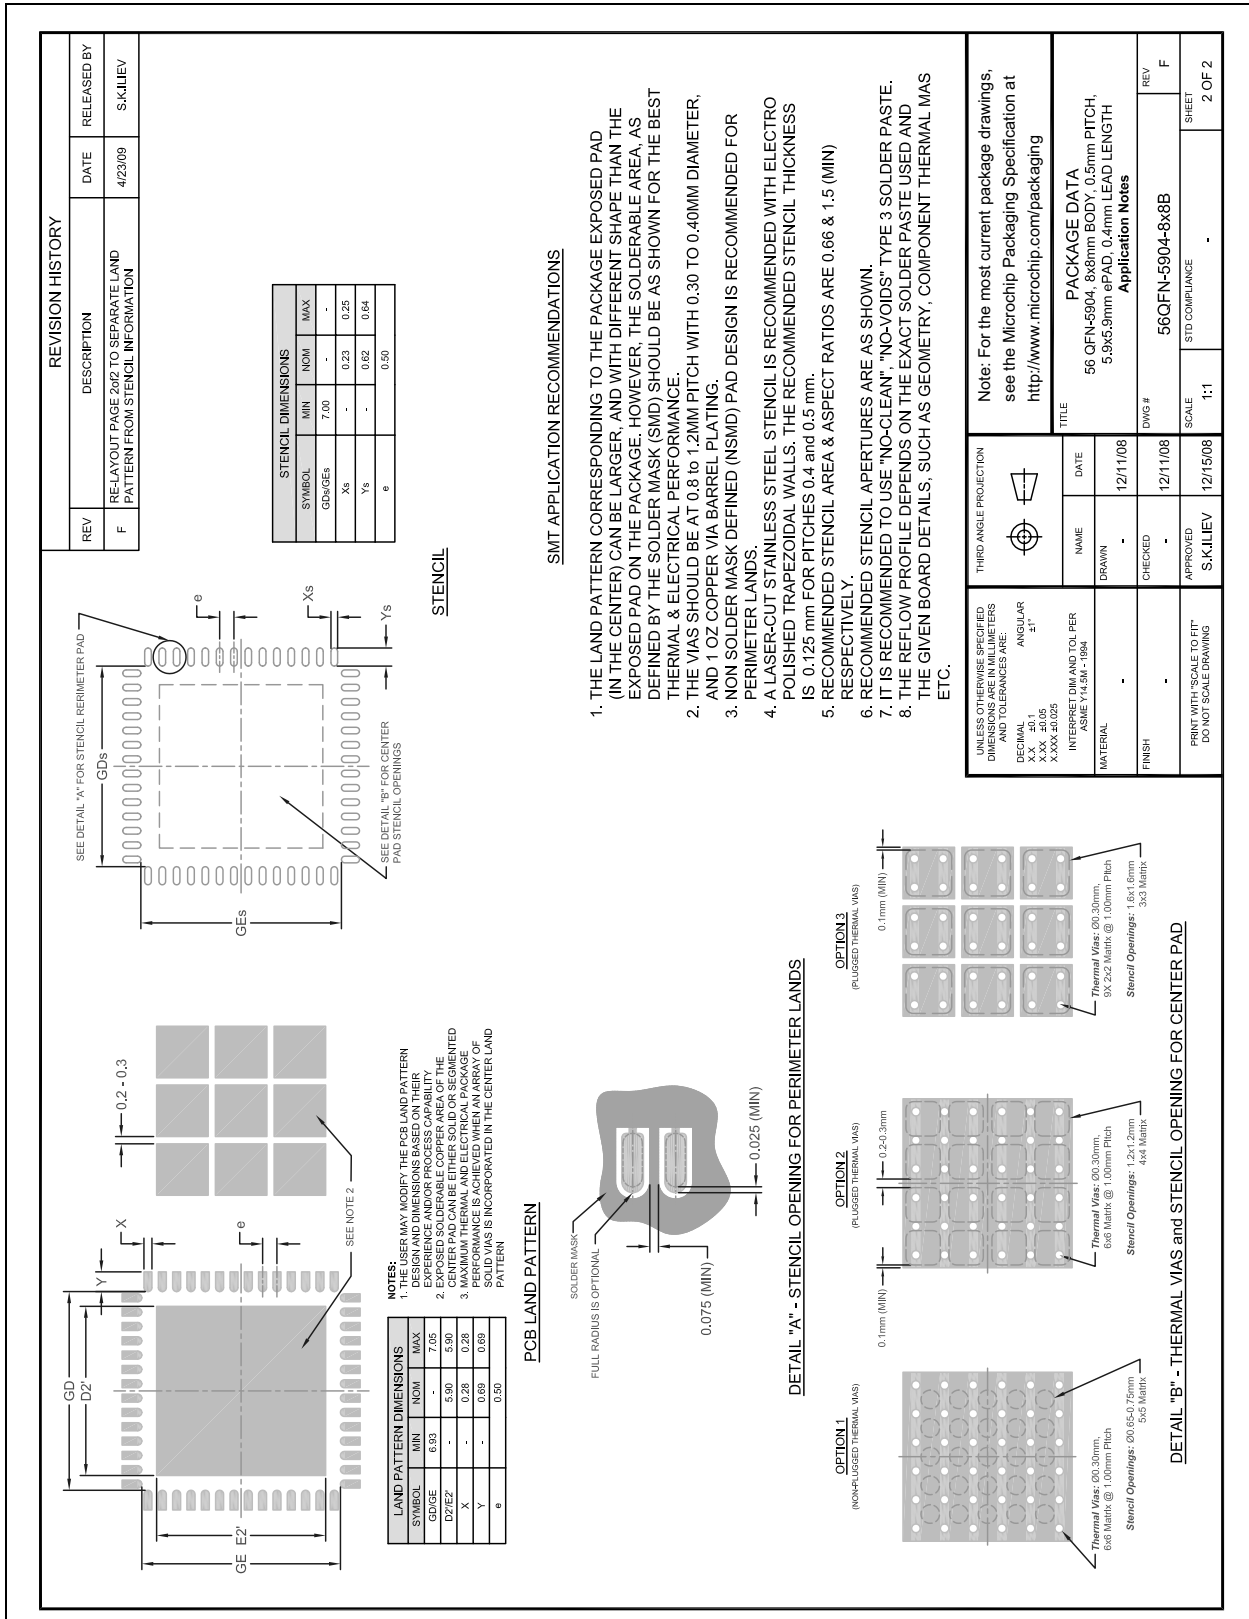 REVISION HISTORY
REV DESCRIPTION DATE RELEASED BY
F RE-LAYOUT PAGE 2of2 TO SEPARATE LAND PATTERN FROM STENCIL INFORMATION 4/23/09 S.K.ILIEV
GD
D2'
X
Y
e
0.2 - 0.3
GE
E2'
SEE NOTE 2
LAND PATTERN DIMENSIONS
SYMBOL MIN NOM MAX
GD/GE 6.93 - 7.05
D2'/E2' - 5.90 5.90
X - 0.28 0.28
Y - 0.69 0.69
e 0.50
NOTES:
1. THE USER MAY MODIFY THE PCB LAND PATTERN
DESIGN AND DIMENSIONS BASED ON THEIR
EXPERIENCE AND/OR PROCESS CAPABILITY
2. EXPOSED SOLDERABLE COPPER AREA OF THE
CENTER PAD CAN BE EITHER SOLID OR SEGMENTED
3. MAXIMUM THERMAL AND ELECTRICAL PACKAGE
PERFORMANCE IS ACHIEVED WHEN AN ARRAY OF
SOLID VIAS IS INCORPORATED IN THE CENTER LAND
PATTERN
PCB LAND PATTERN
SEE DETAIL "A" FOR STENCIL RERIMETER PAD
GDs
GEs
e
Xs
Ys
SEE DETAIL "B" FOR CENTER
PAD STENCIL OPENINGS
STENCIL
STENCIL DIMENSIONS
SYMBOL MIN NOM MAX
GDs/GEs 7.00 - -
Xs - 0.23 0.25
Ys - 0.62 0.64
e 0.50
SOLDER MASK
FULL RADIUS IS OPTIONAL
0.075 (MIN)
0.025 (MIN)
DETAIL "A" - STENCIL OPENING FOR PERIMETER LANDS
SMT APPLICATION RECOMMENDATIONS
1. THE LAND PATTERN CORRESPONDING TO THE PACKAGE EXPOSED PAD
(IN THE CENTER) CAN BE LARGER, AND WITH DIFFERENT SHAPE THAN THE
EXPOSED PAD ON THE PACKAGE. HOWEVER, THE SOLDERABLE AREA, AS
DEFINED BY THE SOLDER MASK (SMD) SHOULD BE AS SHOWN FOR THE BEST
THERMAL & ELECTRICAL PERFORMANCE.
2. THE VIAS SHOULD BE AT 0.8 to 1.2MM PITCH WITH 0.30 TO 0.40MM DIAMETER,
AND 1 OZ COPPER VIA BARREL PLATING.
3. NON SOLDER MASK DEFINED (NSMD) PAD DESIGN IS RECOMMENDED FOR
PERIMETER LANDS.
4. A LASER-CUT STAINLESS STEEL STENCIL IS RECOMMENDED WITH ELECTRO
POLISHED TRAPEZOIDAL WALLS. THE RECOMMENDED STENCIL THICKNESS
IS 0.125 mm FOR PITCHES 0.4 and 0.5 mm.
5. RECOMMENDED STENCIL AREA & ASPECT RATIOS ARE 0.66 & 1.5 (MIN)
RESPECTIVELY.
6. RECOMMENDED STENCIL APERTURES ARE AS SHOWN.
7. IT IS RECOMMENDED TO USE "NO-CLEAN", "NO-VOIDS" TYPE 3 SOLDER PASTE.
8. THE REFLOW PROFILE DEPENDS ON THE EXACT SOLDER PASTE USED AND
THE GIVEN BOARD DETAILS, SUCH AS GEOMETRY, COMPONENT THERMAL MAS
ETC.
OPTION 1
(NON-PLUGGED THERMAL VIAS)
Thermal Vias: Ø0.30mm,
6x6 Matrix @ 1.00mm Pitch
Stencil Openings: Ø0.65-0.75mm
5x5 Matrix
OPTION 2
(PLUGGED THERMAL VIAS)
0.1mm (MIN)
0.2-0.3mm
Thermal Vias: Ø0.30mm,
6x6 Matrix @ 1.00mm Pitch
Stencil Openings: 1.2x1.2mm
4x4 Matrix
OPTION 3
(PLUGGED THERMAL VIAS)
0.1mm (MIN)
Thermal Vias: Ø0.30mm,
9X 2x2 Matrix @ 1.00mm Pitch
Stencil Openings: 1.6x1.6mm
3x3 Matrix
DETAIL "B" - THERMAL VIAS and STENCIL OPENING FOR CENTER PAD
UNLESS OTHERWISE SPECIFIED
DIMENSIONS ARE IN MILLIMETERS
AND TOLERANCES ARE:
DECIMAL ANGULAR
X.X ±0.1 ±1°
X.XX ±0.05
X.XXX ±0.025
INTERPRET DIM AND TOL PER
ASME Y14.5M - 1994
MATERIAL
-
FINISH
-
PRINT WITH "SCALE TO FIT"
DO NOT SCALE DRAWING
THIRD ANGLE PROJECTION
NAME DATE
DRAWN
- 12/11/08
CHECKED
- 12/11/08
APPROVED
S.K.ILIEV 12/15/08
Note: For the most current package drawings,
see the Microchip Packaging Specification at
http://www.microchip.com/packaging
TITLE
PACKAGE DATA
56 QFN-5904, 8x8mm BODY, 0.5mm PITCH,
5.9x5.9mm ePAD, 0.4mm LEAD LENGTH
Application Notes
DWG # REV
56QFN-5904-8x8B F
SCALE STD COMPLIANCE SHEET
1:1 - 2 OF 2